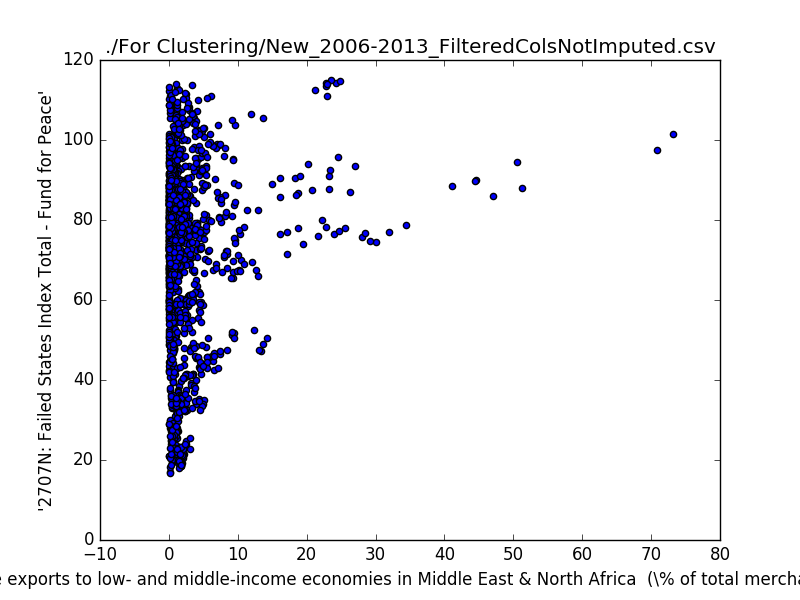 ./For Clustering/New_2006-2013_FilteredColsNotImputed.csv
120
100
80
60
40
20
0
'2707N: Failed States Index Total - Fund for Peace'
−10 0 10 20 30 40 50 60 70 80
exports to low- and middle-income economies in Middle East & North Africa (\% of total